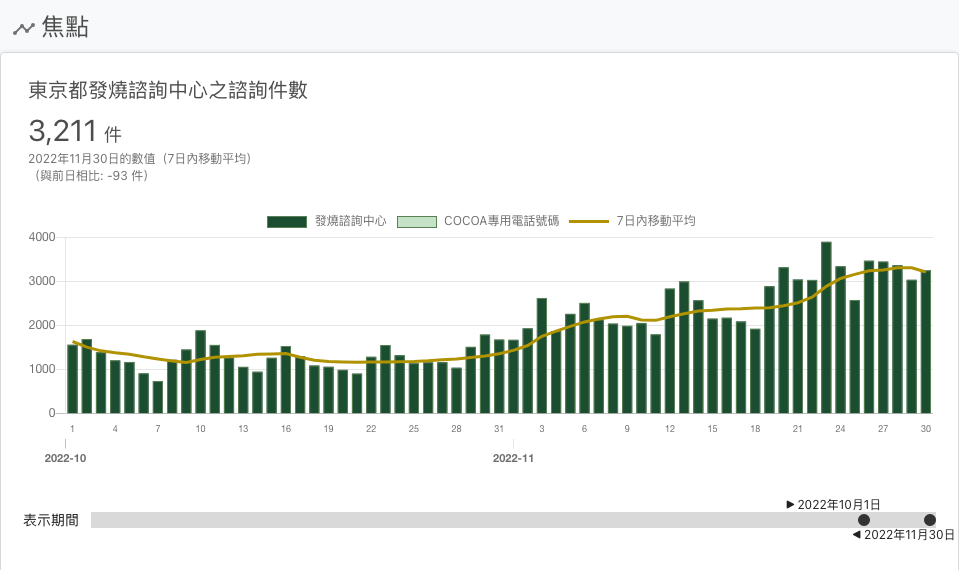 焦點
東京都發燒諮詢中心之諮詢件數
3,211 件
2022年11月30日的數值（7日內移動平均）
（與前日相比: -93 件）
發燒諮詢中心 COCOA專用電話號碼 7日內移動平均
4000
3000
2000
1000
0
1 4 7 10 13 16 19 22 25 28 31 3 6 9 12 15 18 21 24 27 30
2022-10 2022-11
2022年10月1日
表示期間
2022年11月30日